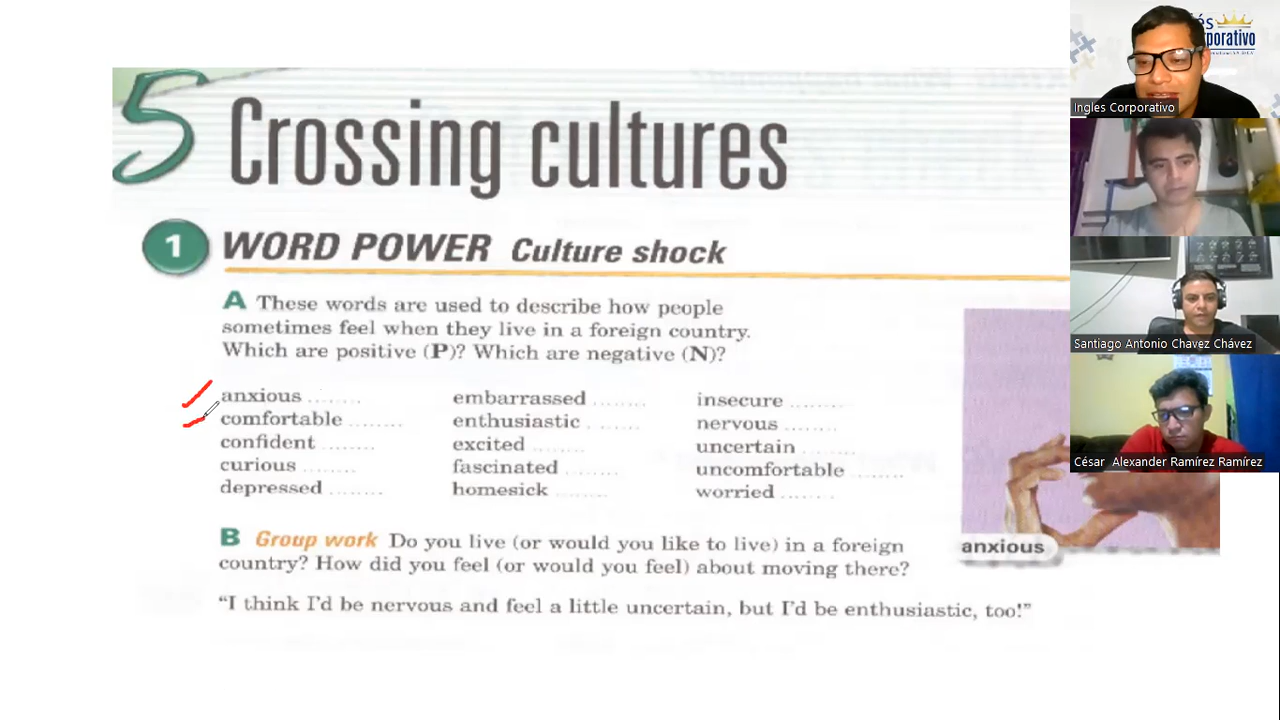 5 Crossing cultures
1 WORD POWER Culture shock
A These words are used to describe how people
sometimes feel when they live in a foreign country.
Which are positive (P)? Which are negative (N)?
anxious ........ embarrassed ........ insecure ........
comfortable ........ enthusiastic ........ nervous ........
confident ........ excited ........ uncertain ........
curious ........ fascinated ........ uncomfortable ........
depressed ........ homesick ........ worried ........
anxious
B Group work Do you live (or would you like to live) in a foreign
country? How did you feel (or would you feel) about moving there?
“I think I’d be nervous and feel a little uncertain, but I’d be enthusiastic, too!”
Ingles Corporativo
Santiago Antonio Chavez Chávez
César Alexander Ramírez Ramírez